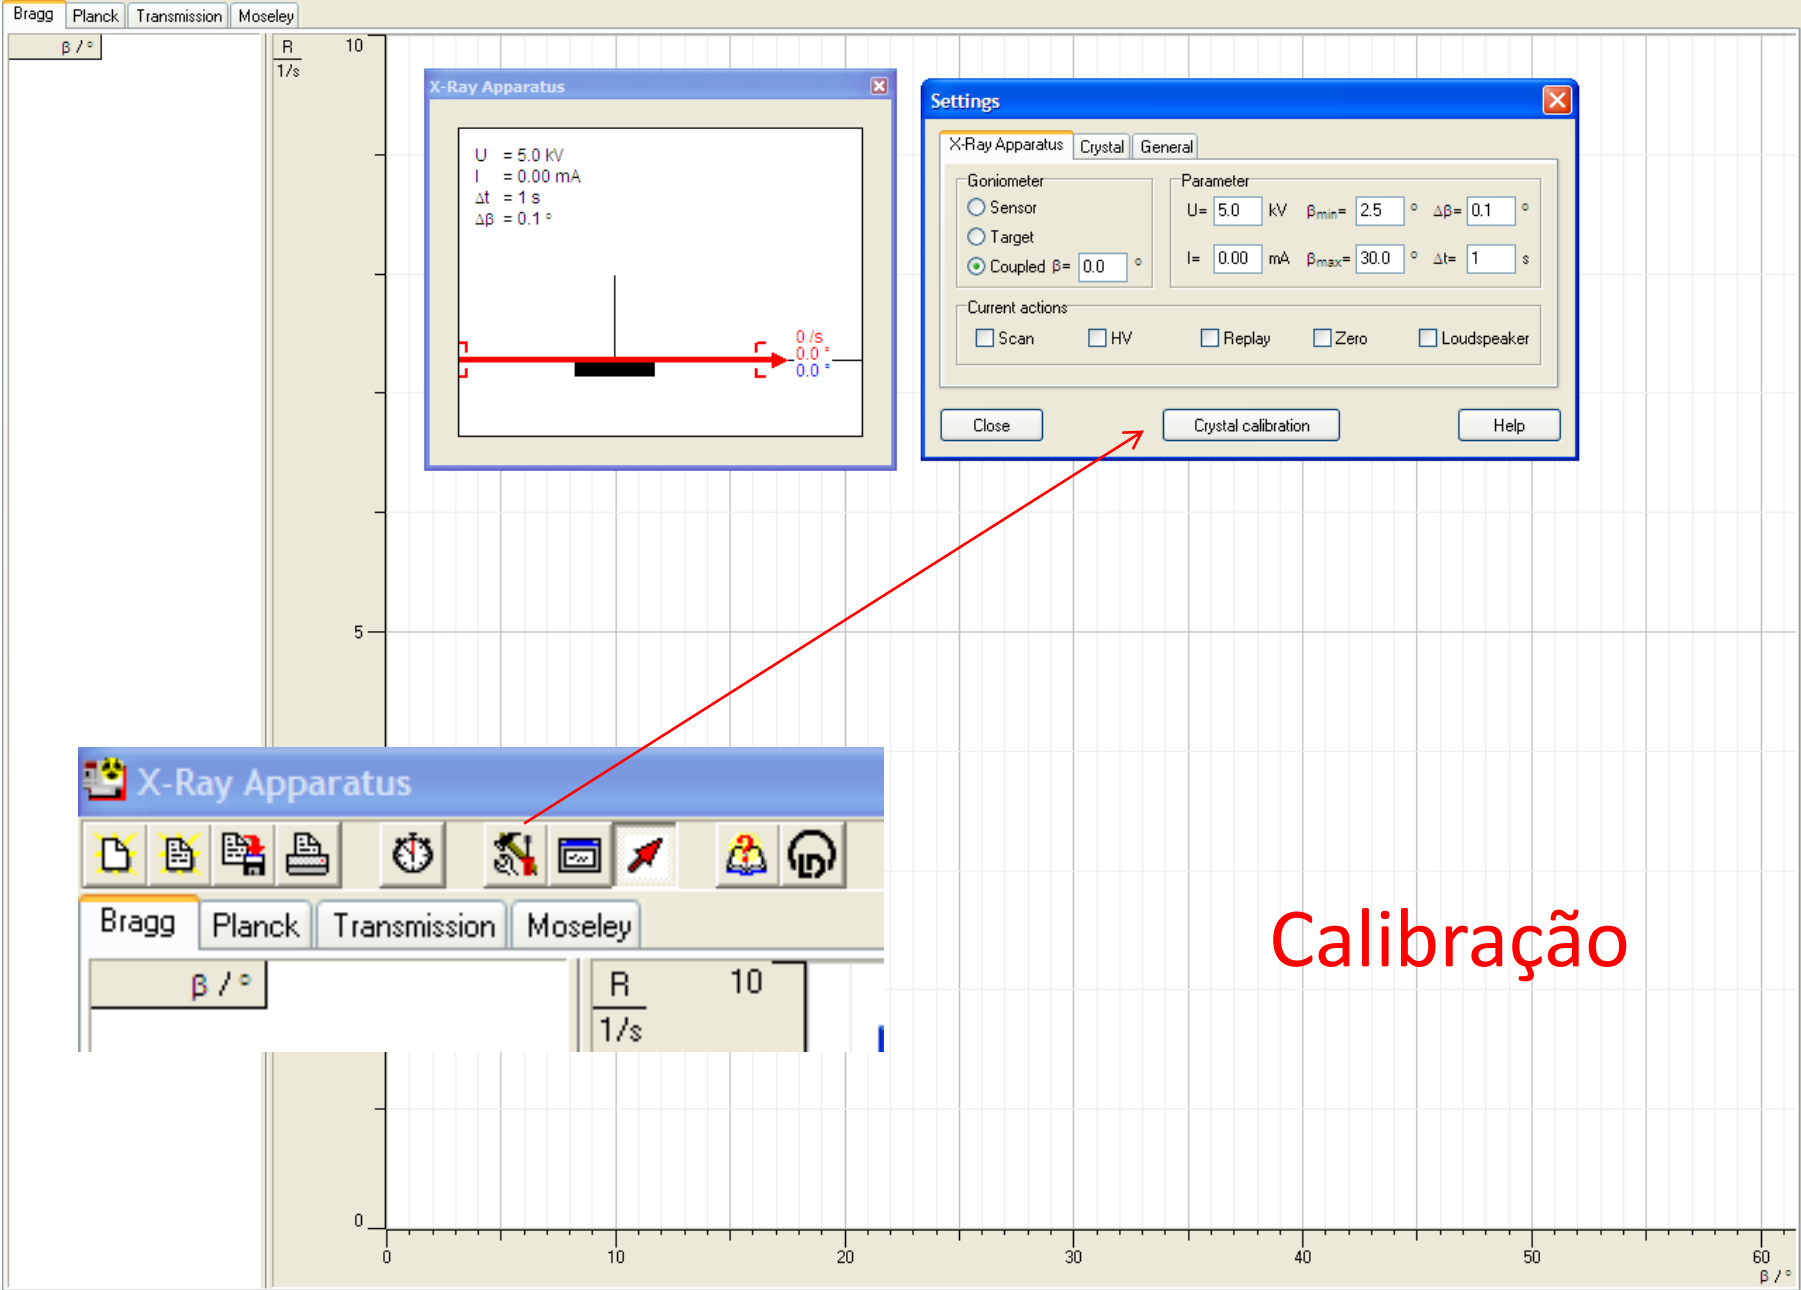 Bragg Planck Transmission Moseley
β / °
R
1/s
10
5
0
0 10 20 30 40 50 60
β / °
X-Ray Apparatus
U = 5.0 kV
I = 0.00 mA
Δt = 1 s
Δβ = 0.1 °
0 /s
0.0 °
0.0 °
Settings
X-Ray Apparatus Crystal General
Goniometer
Sensor
Target
Coupled β= 0.0 °
Parameter
U= 5.0 kV βmin= 2.5 ° Δβ= 0.1 °
I= 0.00 mA βmax= 30.0 ° Δt= 1 s
Current actions
Scan HV Replay Zero Loudspeaker
Close Crystal calibration Help
X-Ray Apparatus
Bragg Planck Transmission Moseley
β / °
R
1/s
10
Calibração